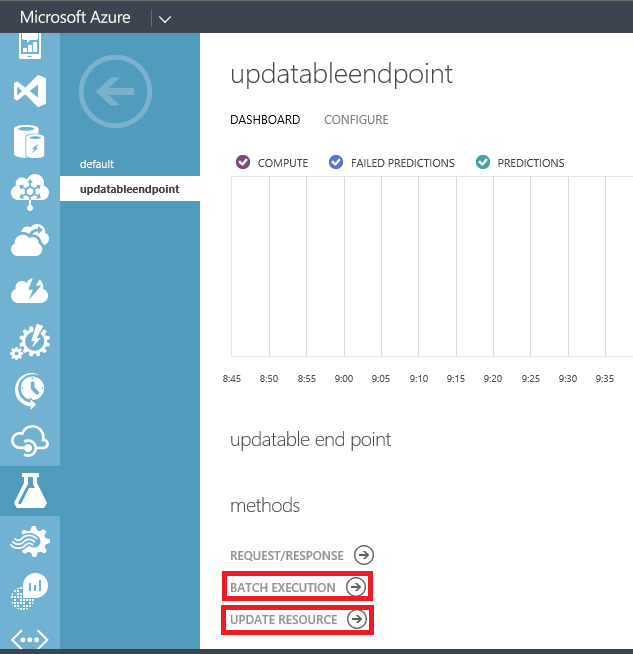 Microsoft Azure
updatableendpoint
DASHBOARD CONFIGURE
default
updatableendpoint
COMPUTE FAILED PREDICTIONS PREDICTIONS
8:45 8:50 8:55 9:00 9:05 9:10 9:15 9:20 9:25 9:30 9:35
updatable end point
methods
REQUEST/RESPONSE
BATCH EXECUTION
UPDATE RESOURCE